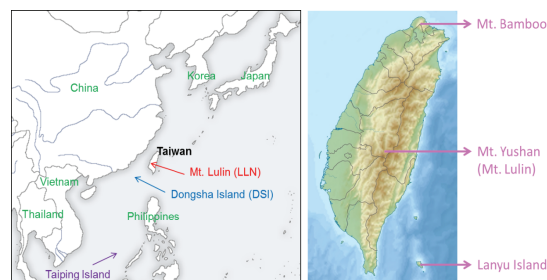 China
Korea
Japan
Taiwan
Mt. Lulin (LLN)
Vietnam
Dongsha Island (DSI)
Thailand
Philippines
Taiping Island
Mt. Bamboo
Mt. Yushan
(Mt. Lulin)
Lanyu Island